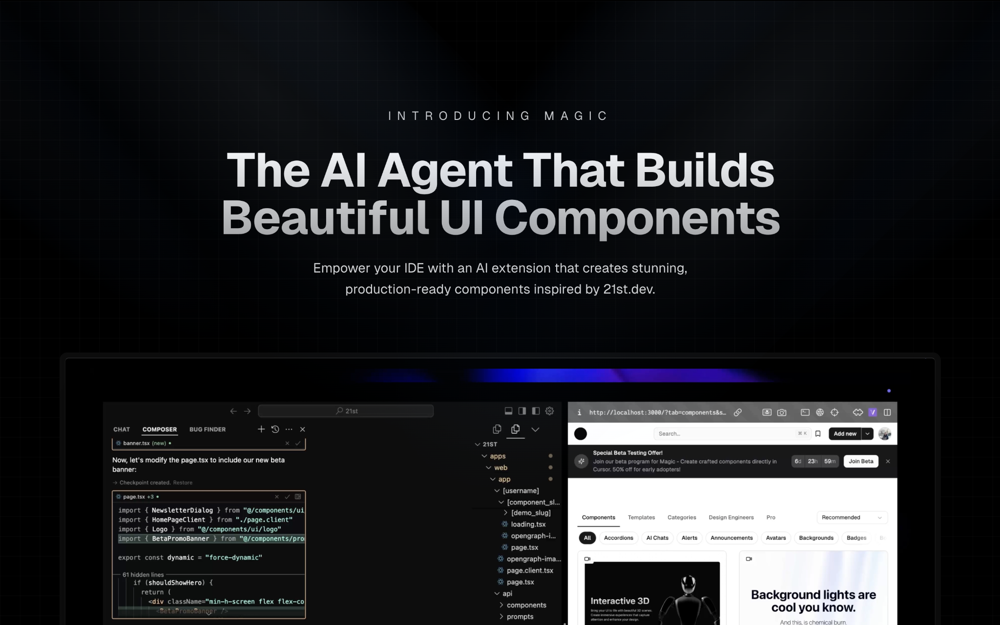 INTRODUCING MAGIC
The AI Agent That Builds
Beautiful UI Components
Empower your IDE with an AI extension that creates stunning,
production-ready components inspired by 21st.dev.
21st
CHAT COMPOSER BUG FINDER
banner.tsx (new)
Now, let's modify the page.tsx to include our new beta
banner:
Checkpoint created. Restore
page.tsx +3
import { NewsletterDialog } from "@/components/ui
import { HomePageClient } from "./page.client"
import { Logo } from "@/components/ui/logo"
import { BetaPromoBanner } from "@/components/pro
export const dynamic = "force-dynamic"
61 hidden lines
if (shouldShowHero) {
return (
<div className="min-h-screen flex flex-co
<BetaPromoBanner />
21ST
apps
web
app
[username]
[component_sl...
[demo_slug]
loading.tsx
opengraph-i...
page.tsx
opengraph-ima...
page.client.tsx
page.tsx
api
components
prompts
http://localhost:3000/?tab=components&s...
Search... ⌘ K Add new
Special Beta Testing Offer!
Join our beta program for Magic - Create crafted components directly in
Cursor. 50% off for early adopters!
6d 23h 59m Join Beta
Components Templates Categories Design Engineers Pro Recommended
All Accordions AI Chats Alerts Announcements Avatars Backgrounds Badges Be
Interactive 3D
Bring your UI to life with beautiful 3D scenes.
Create immersive experiences that capture
attention and enhance your design.
Background lights are
cool you know.
And this, is chemical burn.